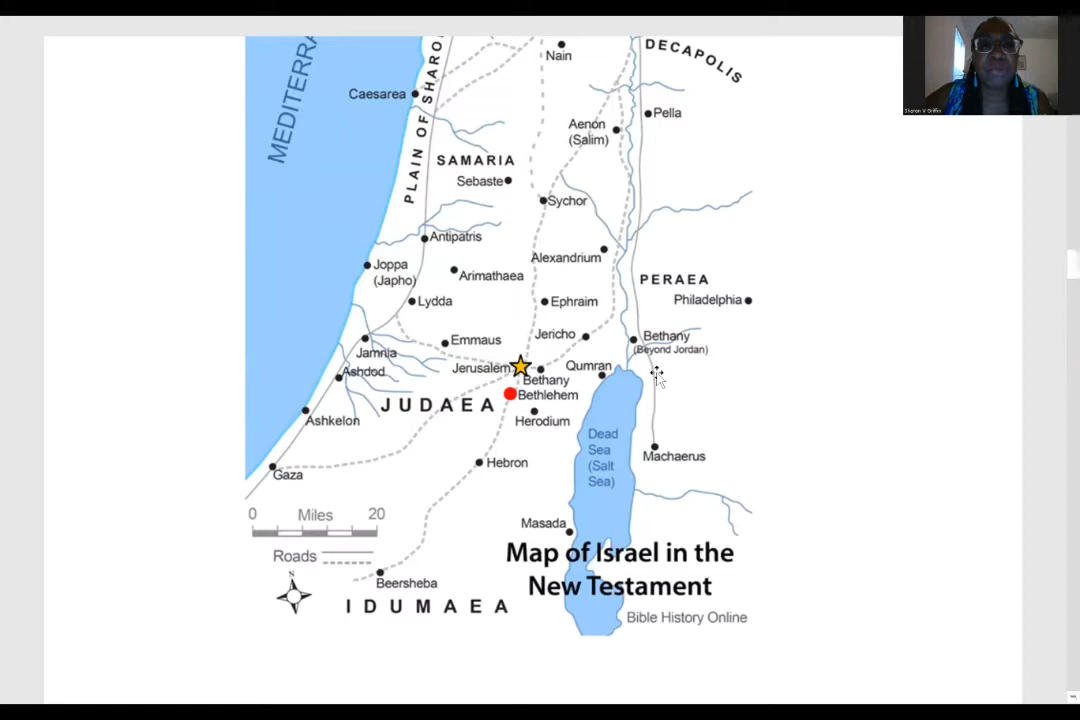 MEDITERRA
PLAIN OF SHARON
DECAPOLIS
Nain
Caesarea
Pella
Aenon
(Salim)
SAMARIA
Sebaste
Sychor
Antipatris
Alexandrium
Joppa
(Japho)
Arimathaea
PERAEA
Philadelphia
Lydda
Ephraim
Emmaus
Jericho
Bethany
(Beyond Jordan)
Jamnia
Jerusalem
Qumran
Ashdod
Bethany
Bethlehem
JUDAEA
Ashkelon
Herodium
Dead
Sea
(Salt
Sea)
Machaerus
Hebron
Gaza
0 Miles 20
Masada
Roads
Map of Israel in the
New Testament
N
Beersheba
IDUMAEA
Bible History Online
Sharon V Griffin